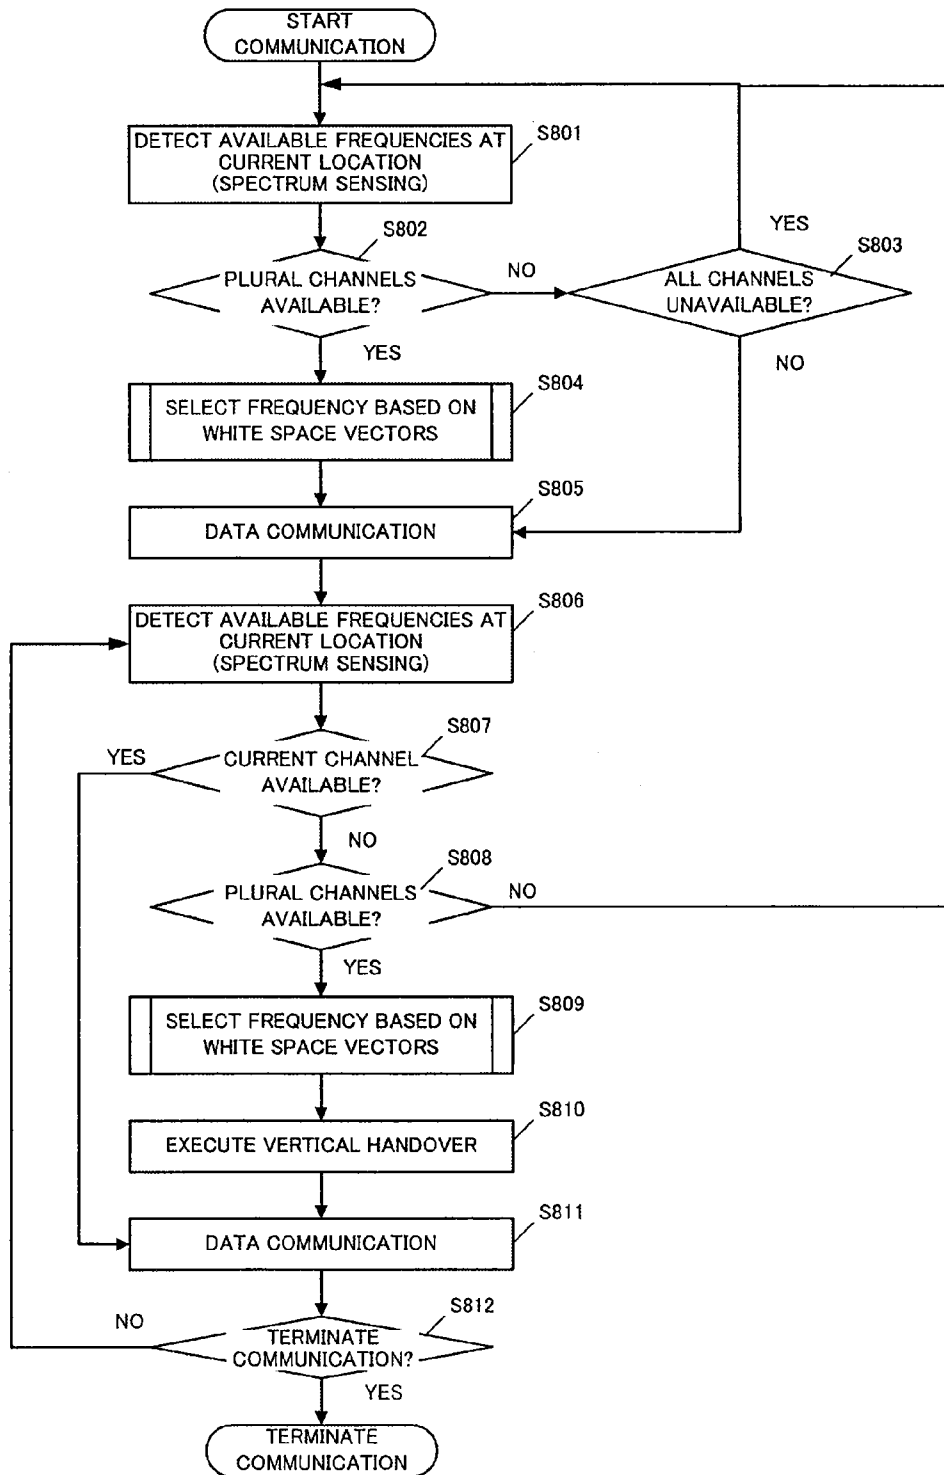 START
COMMUNICATION
DETECT AVAILABLE FREQUENCIES AT
CURRENT LOCATION
(SPECTRUM SENSING)
S801
S802
PLURAL CHANNELS
AVAILABLE?
NO
YES
YES
S803
ALL CHANNELS
UNAVAILABLE?
NO
S804
SELECT FREQUENCY BASED ON
WHITE SPACE VECTORS
S805
DATA COMMUNICATION
S806
DETECT AVAILABLE FREQUENCIES AT
CURRENT LOCATION
(SPECTRUM SENSING)
S807
YES
CURRENT CHANNEL
AVAILABLE?
NO
S808
PLURAL CHANNELS
AVAILABLE?
NO
YES
S809
SELECT FREQUENCY BASED ON
WHITE SPACE VECTORS
S810
EXECUTE VERTICAL HANDOVER
S811
DATA COMMUNICATION
S812
NO
TERMINATE
COMMUNICATION?
YES
TERMINATE
COMMUNICATION